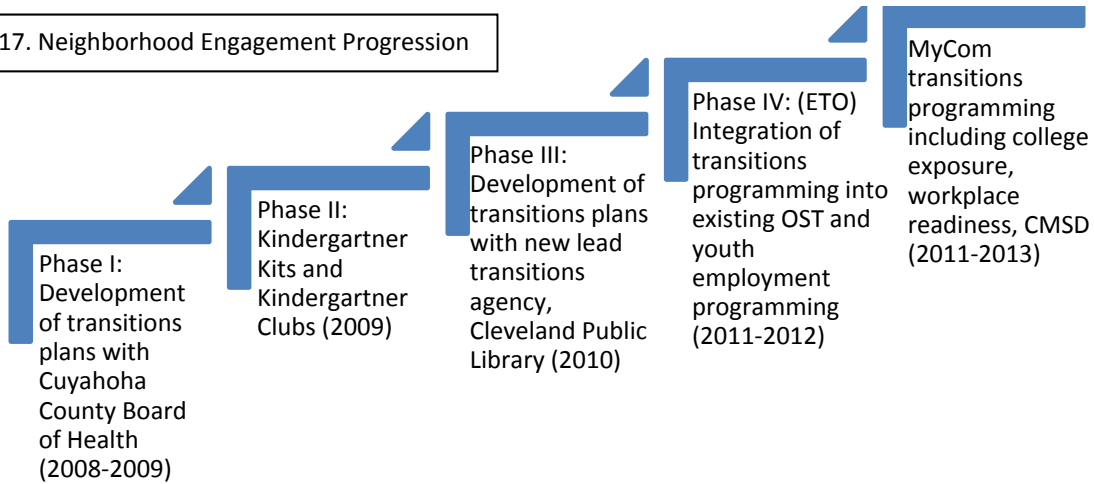 17. Neighborhood Engagement Progression
Phase I:
Development
of transitions
plans with
Cuyahoha
County Board
of Health
(2008-2009)
Phase II:
Kindergartner
Kits and
Kindergartner
Clubs (2009)
Phase III:
Development of
transitions plans
with new lead
transitions
agency,
Cleveland Public
Library (2010)
Phase IV: (ETO)
Integration of
transitions
programming into
existing OST and
youth
employment
programming
(2011-2012)
MyCom
transitions
programming
including college
exposure,
workplace
readiness, CMSD
(2011-2013)